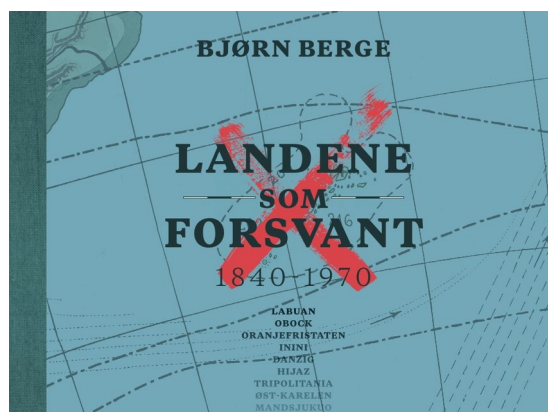 BJØRN BERGE
LANDENE
SOM
FORSVANT
1840–1970
LABUAN
OBOCK
ORANJEFRISTATEN
ININI
DANZIG
HIJAZ
TRIPOLITANIA
ØST-KARELEN
MANDSJUKUO